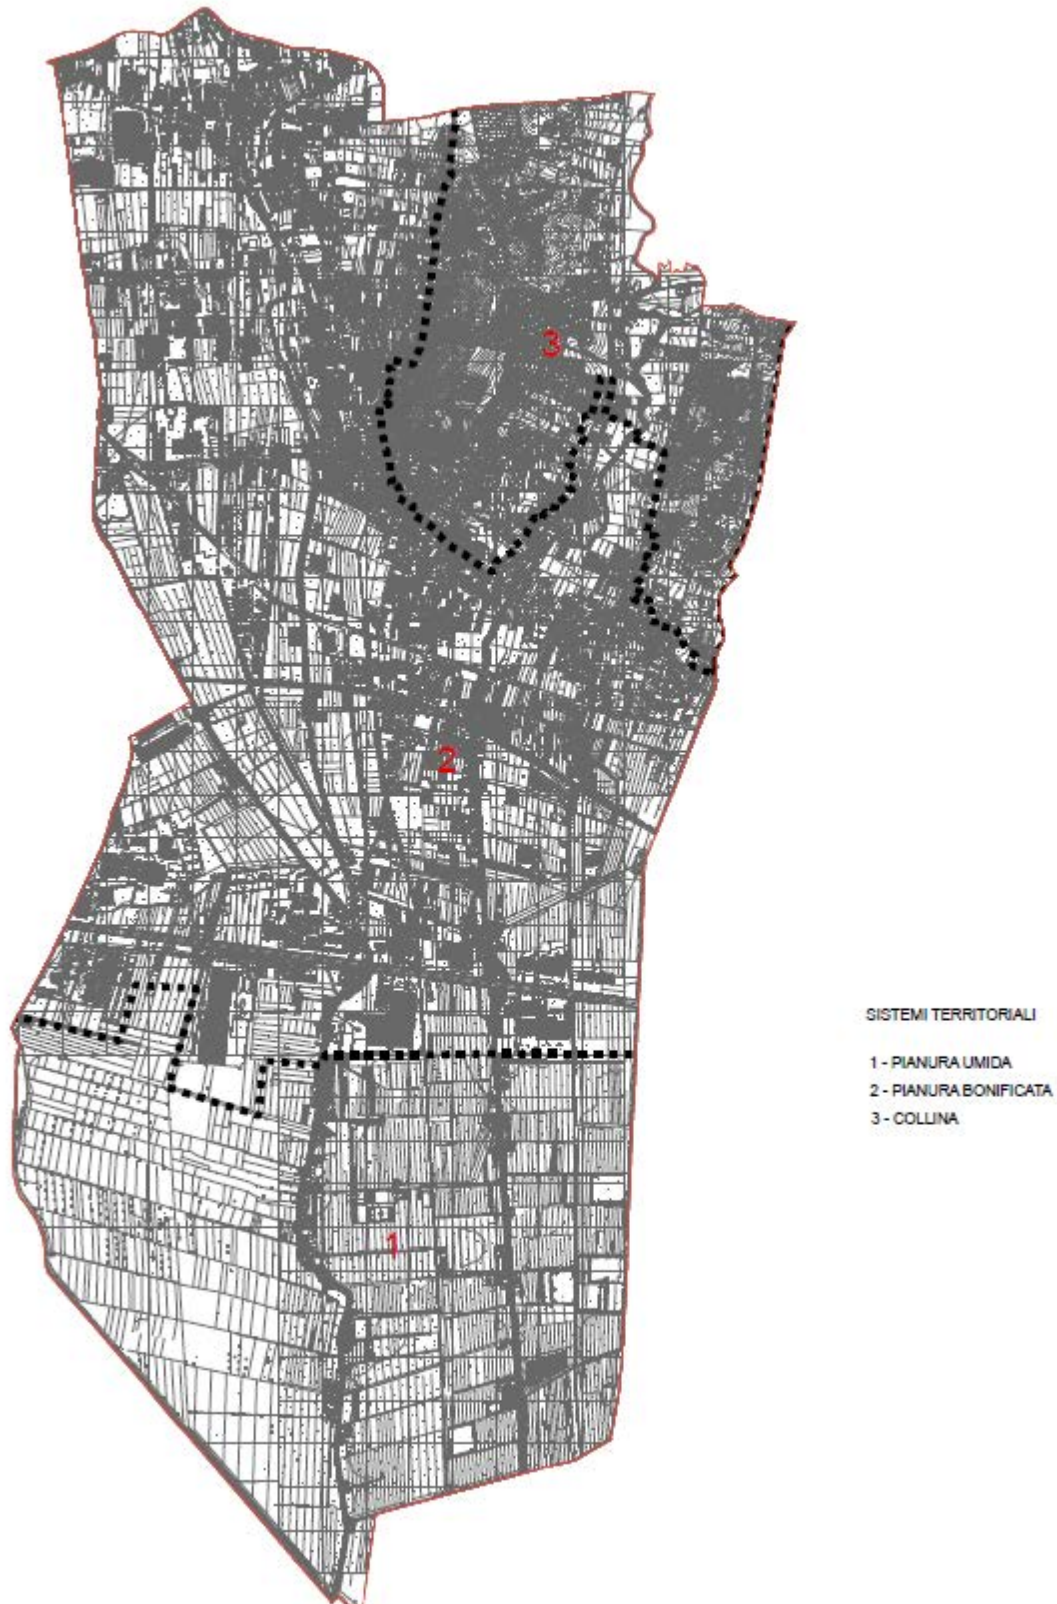 3
2
1
SISTEMI TERRITORIALI
1 - PIANURA UMIDA
2 - PIANURA BONIFICATA
3 - COLLINA